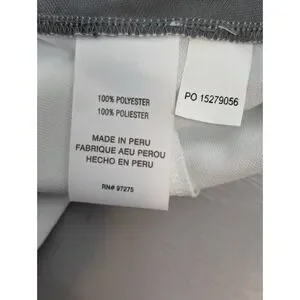 100% POLYESTER
100% POLIESTER
MADE IN PERU
FABRIQUE AEU PEROU
HECHO EN PERU
RN# 97275
PO 15279056